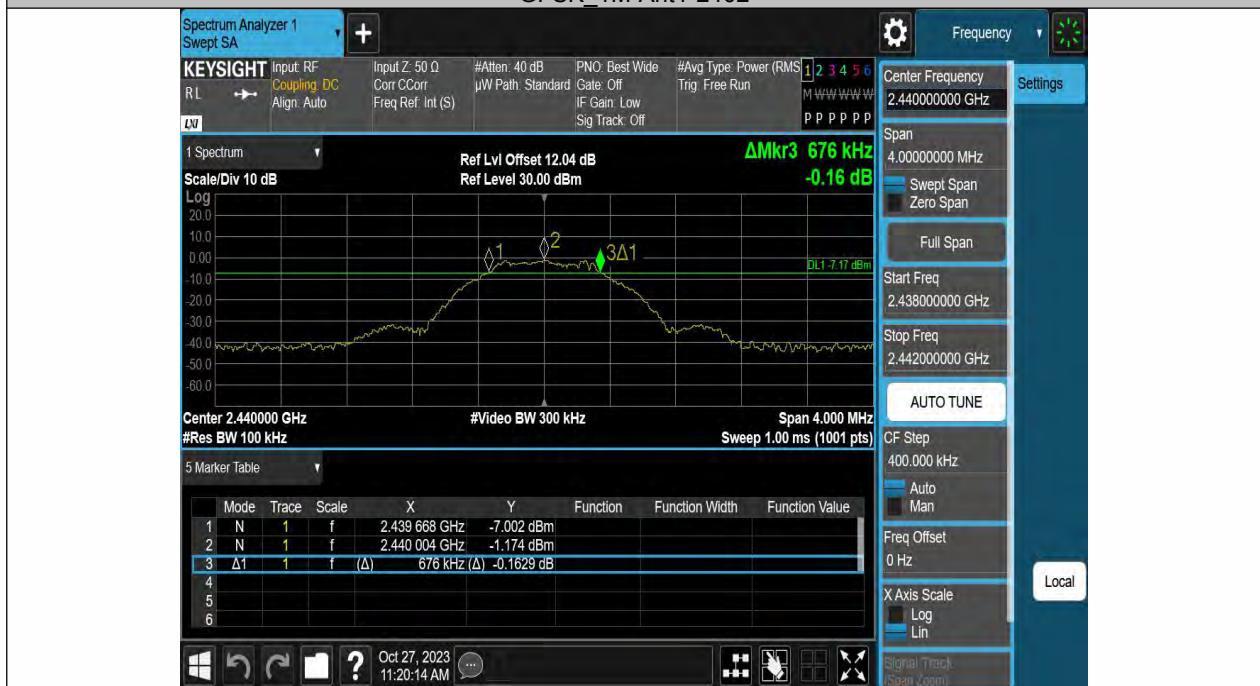 Spectrum Analyzer 1
Swept SA
+
Frequency
KEYSIGHT
RL
LXI
Input: RF
Coupling: DC
Align: Auto
Input Z: 50 Ω
Corr CCorr
Freq Ref: Int (S)
#Atten: 40 dB
µW Path: Standard
PNO: Best Wide
Gate: Off
IF Gain: Low
Sig Track: Off
#Avg Type: Power (RMS
Trig: Free Run
1 2 3 4 5 6
M W W W W W
P P P P P P
1 Spectrum
Scale/Div 10 dB
Ref Lvl Offset 12.04 dB
Ref Level 30.00 dBm
ΔMkr3 676 kHz
-0.16 dB
Log
20.0
10.0
0.00
-10.0
-20.0
-30.0
-40.0
-50.0
-60.0
1
2
3Δ1
DL1 -7.17 dBm
Center 2.440000 GHz
#Video BW 300 kHz
Span 4.000 MHz
#Res BW 100 kHz
Sweep 1.00 ms (1001 pts)
5 Marker Table
Mode Trace Scale X Y Function Function Width Function Value
1 N 1 f 2.439 668 GHz -7.002 dBm
2 N 1 f 2.440 004 GHz -1.174 dBm
3 Δ1 1 f (Δ) 676 kHz (Δ) -0.1629 dB
4
5
6
?
Oct 27, 2023
11:20:14 AM
Center Frequency
2.440000000 GHz
Settings
Span
4.00000000 MHz
Swept Span
Zero Span
Full Span
Start Freq
2.438000000 GHz
Stop Freq
2.442000000 GHz
AUTO TUNE
CF Step
400.000 kHz
Auto
Man
Freq Offset
0 Hz
X Axis Scale
Log
Lin
Signal Track
(Span Zoom)
Local